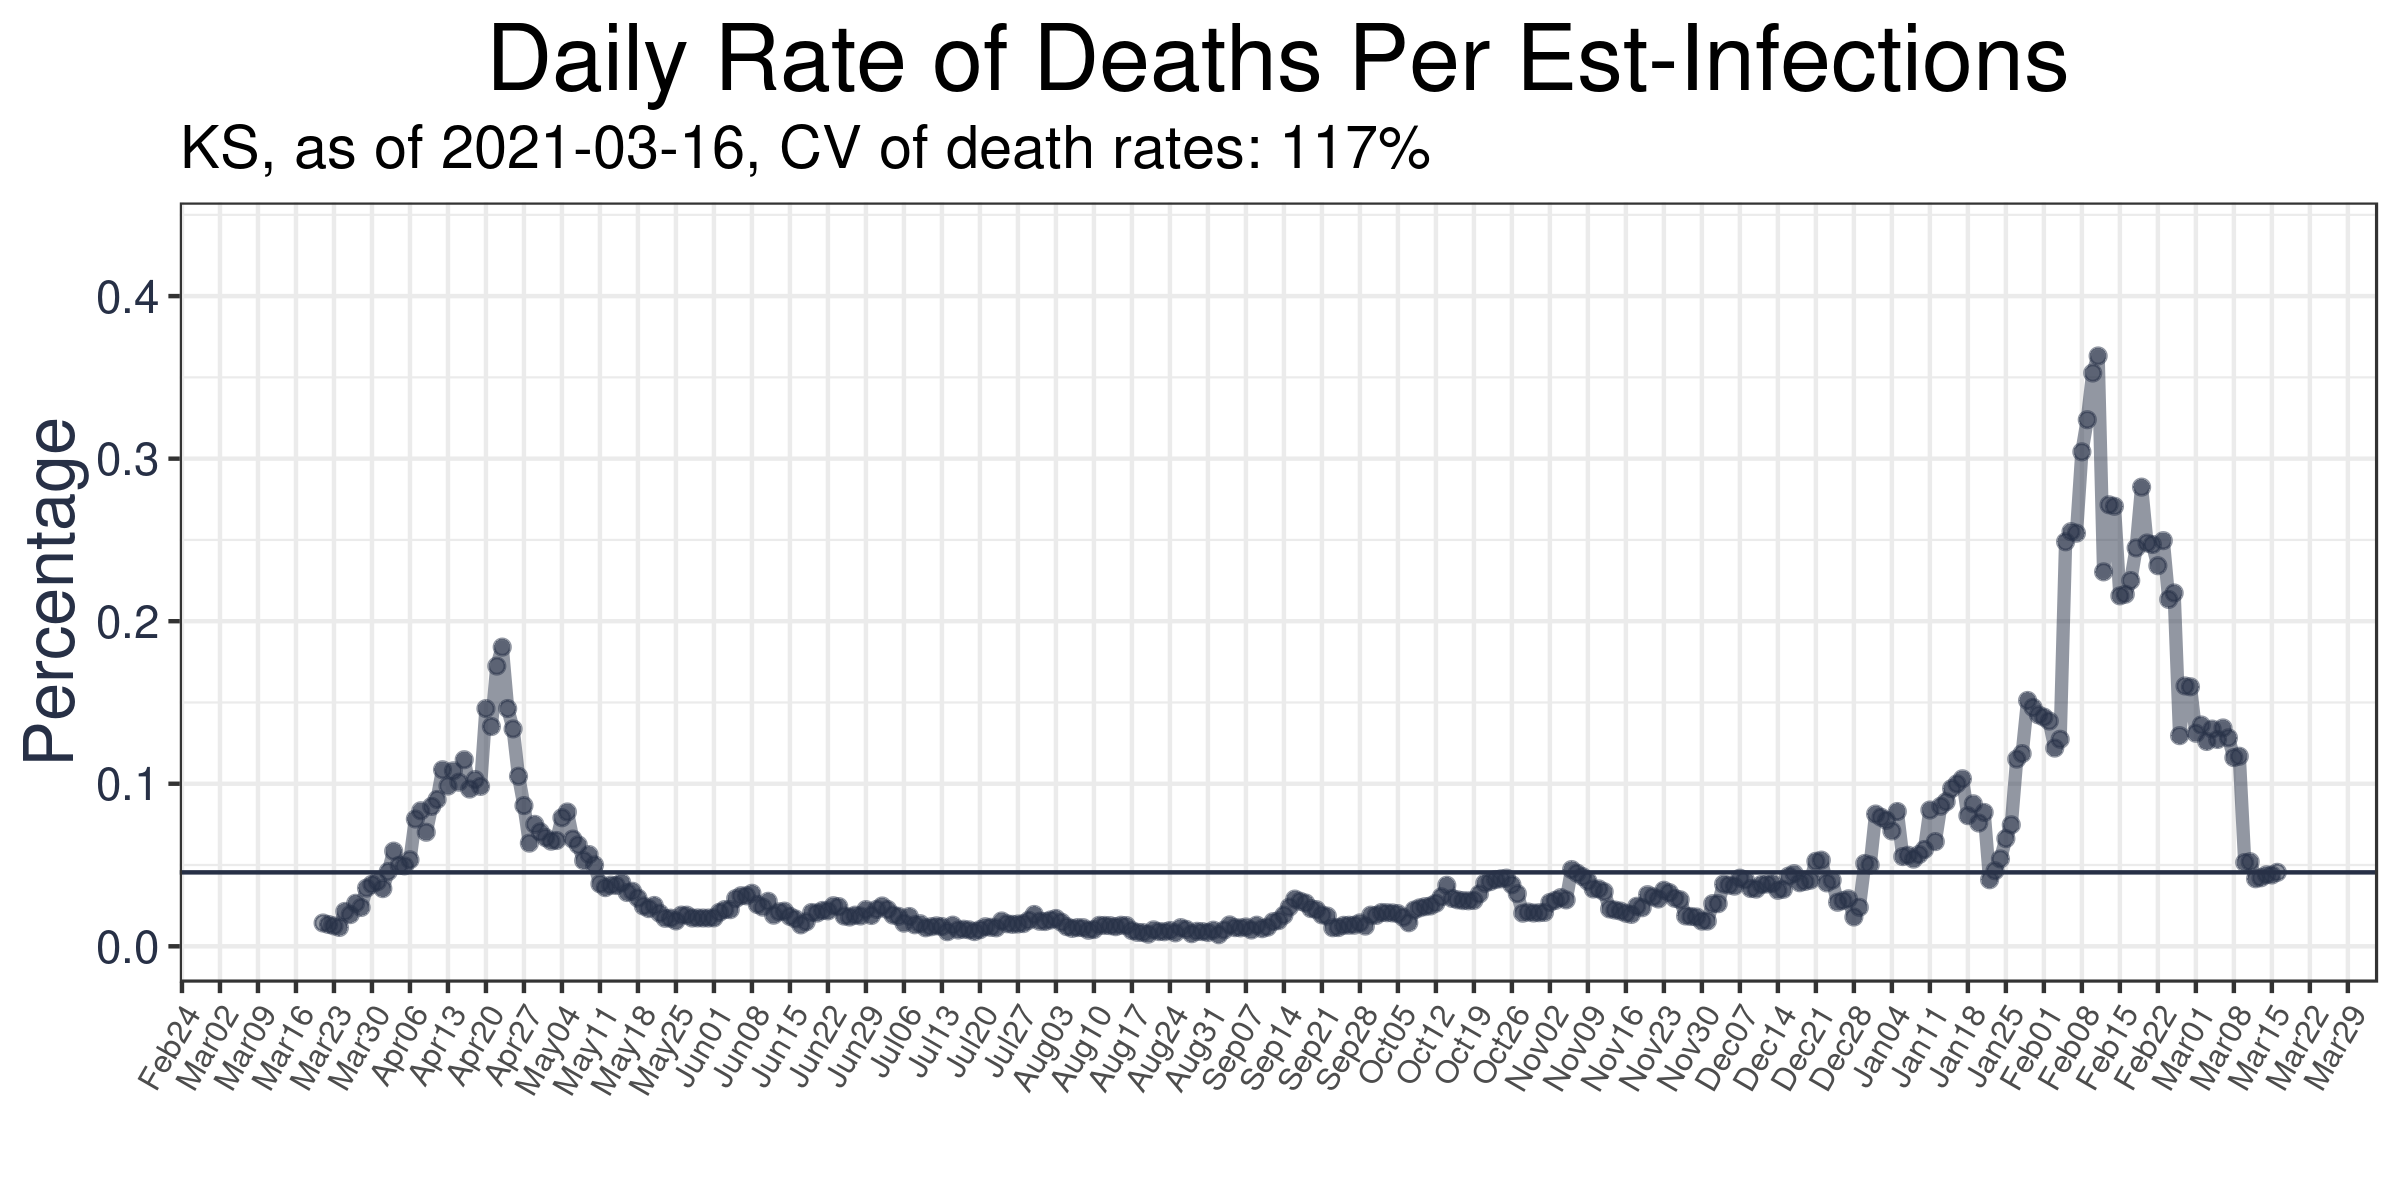 Daily Rate of Deaths Per Est-Infections
KS, as of 2021-03-16, CV of death rates: 117%
Percentage
0.4
0.3
0.2
0.1
0.0
Feb24
Mar02
Mar09
Mar16
Mar23
Mar30
Apr06
Apr13
Apr20
Apr27
May04
May11
May18
May25
Jun01
Jun08
Jun15
Jun22
Jun29
Jul06
Jul13
Jul20
Jul27
Aug03
Aug10
Aug17
Aug24
Aug31
Sep07
Sep14
Sep21
Sep28
Oct05
Oct12
Oct19
Oct26
Nov02
Nov09
Nov16
Nov23
Nov30
Dec07
Dec14
Dec21
Dec28
Jan04
Jan11
Jan18
Jan25
Feb01
Feb08
Feb15
Feb22
Mar01
Mar08
Mar15
Mar22
Mar29